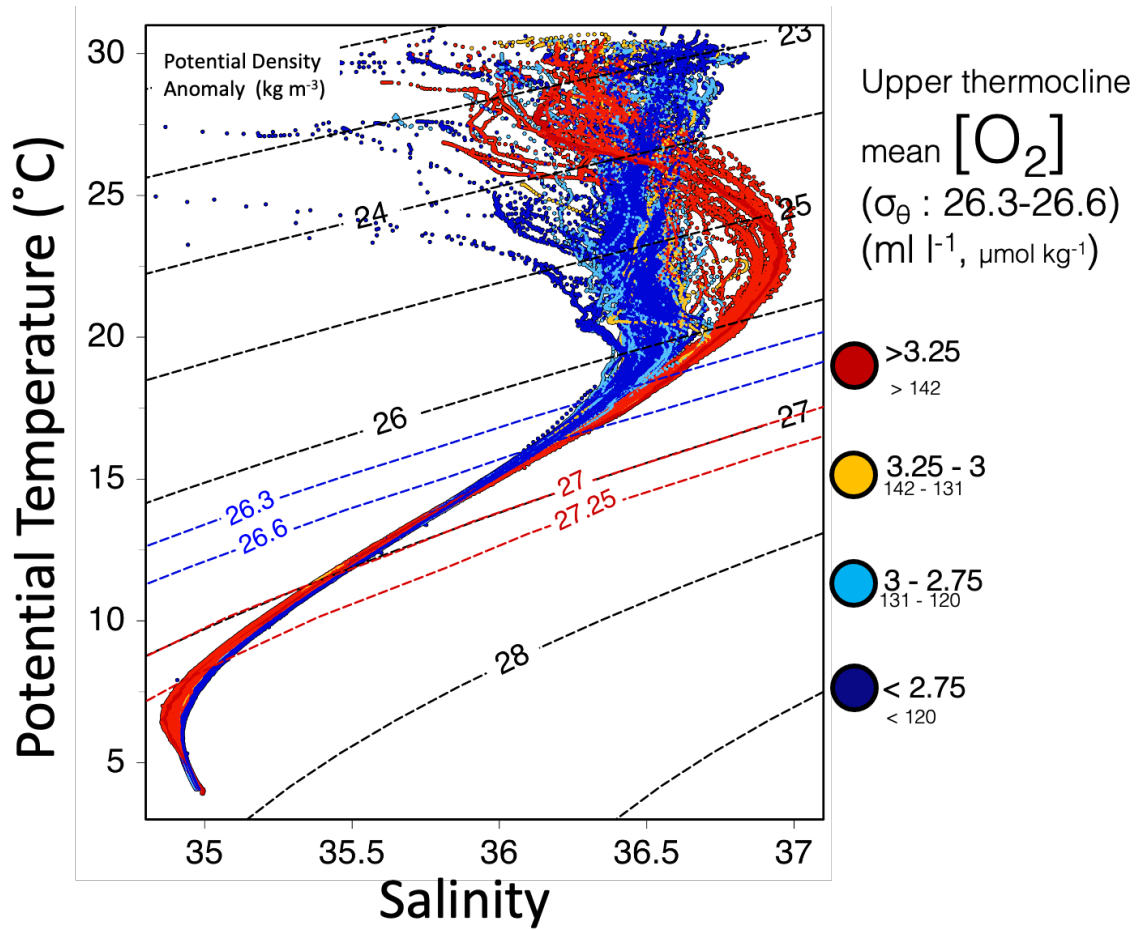 Potential Density
Anomaly (kg m-3)
Potential Temperature (˚C)
30
25
20
15
10
5
23
24
25
26
26.3
26.6
27
27
27.25
28
35
35.5
36
36.5
37
Salinity
Upper thermocline
mean [O2]
(σθ : 26.3-26.6)
(ml l-1, μmol kg-1)
>3.25
> 142
3.25 - 3
142 - 131
3 - 2.75
131 - 120
< 2.75
< 120